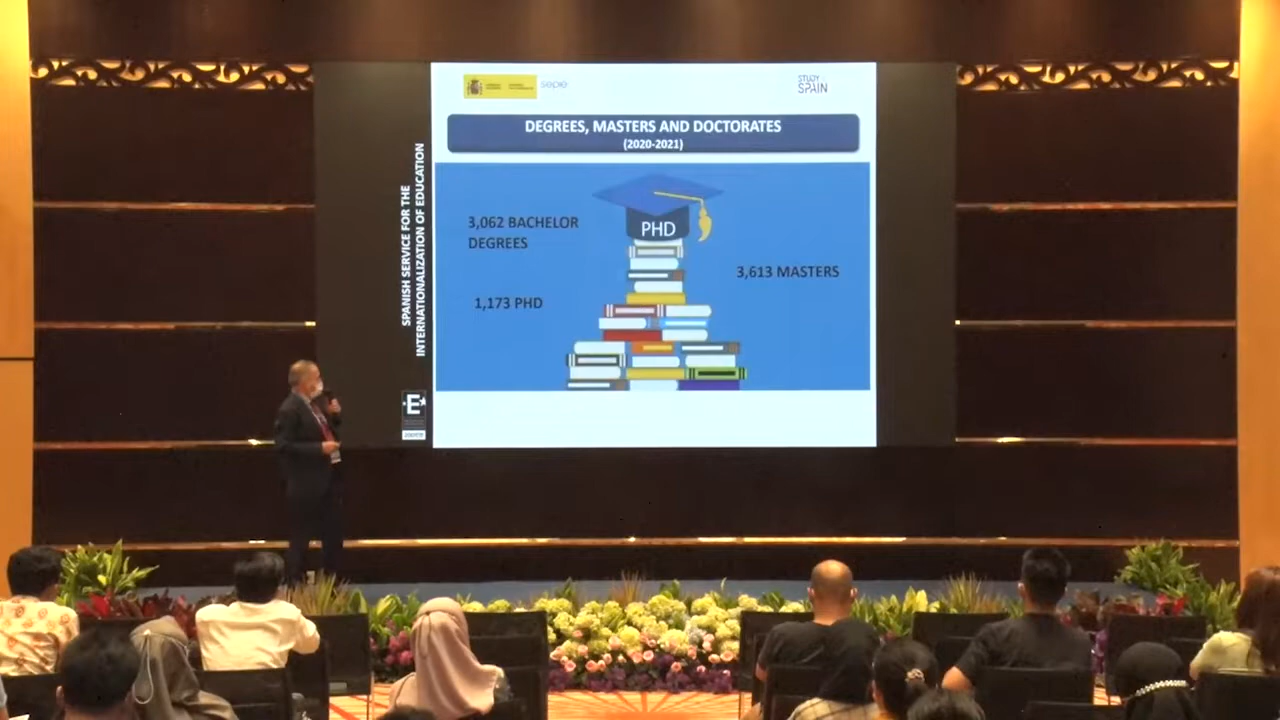 sepie
STUDY
SPAIN
DEGREES, MASTERS AND DOCTORATES
(2020-2021)
SPANISH SERVICE FOR THE
INTERNATIONALIZATION OF EDUCATION
PHD
3,062 BACHELOR
DEGREES
3,613 MASTERS
1,173 PHD
E